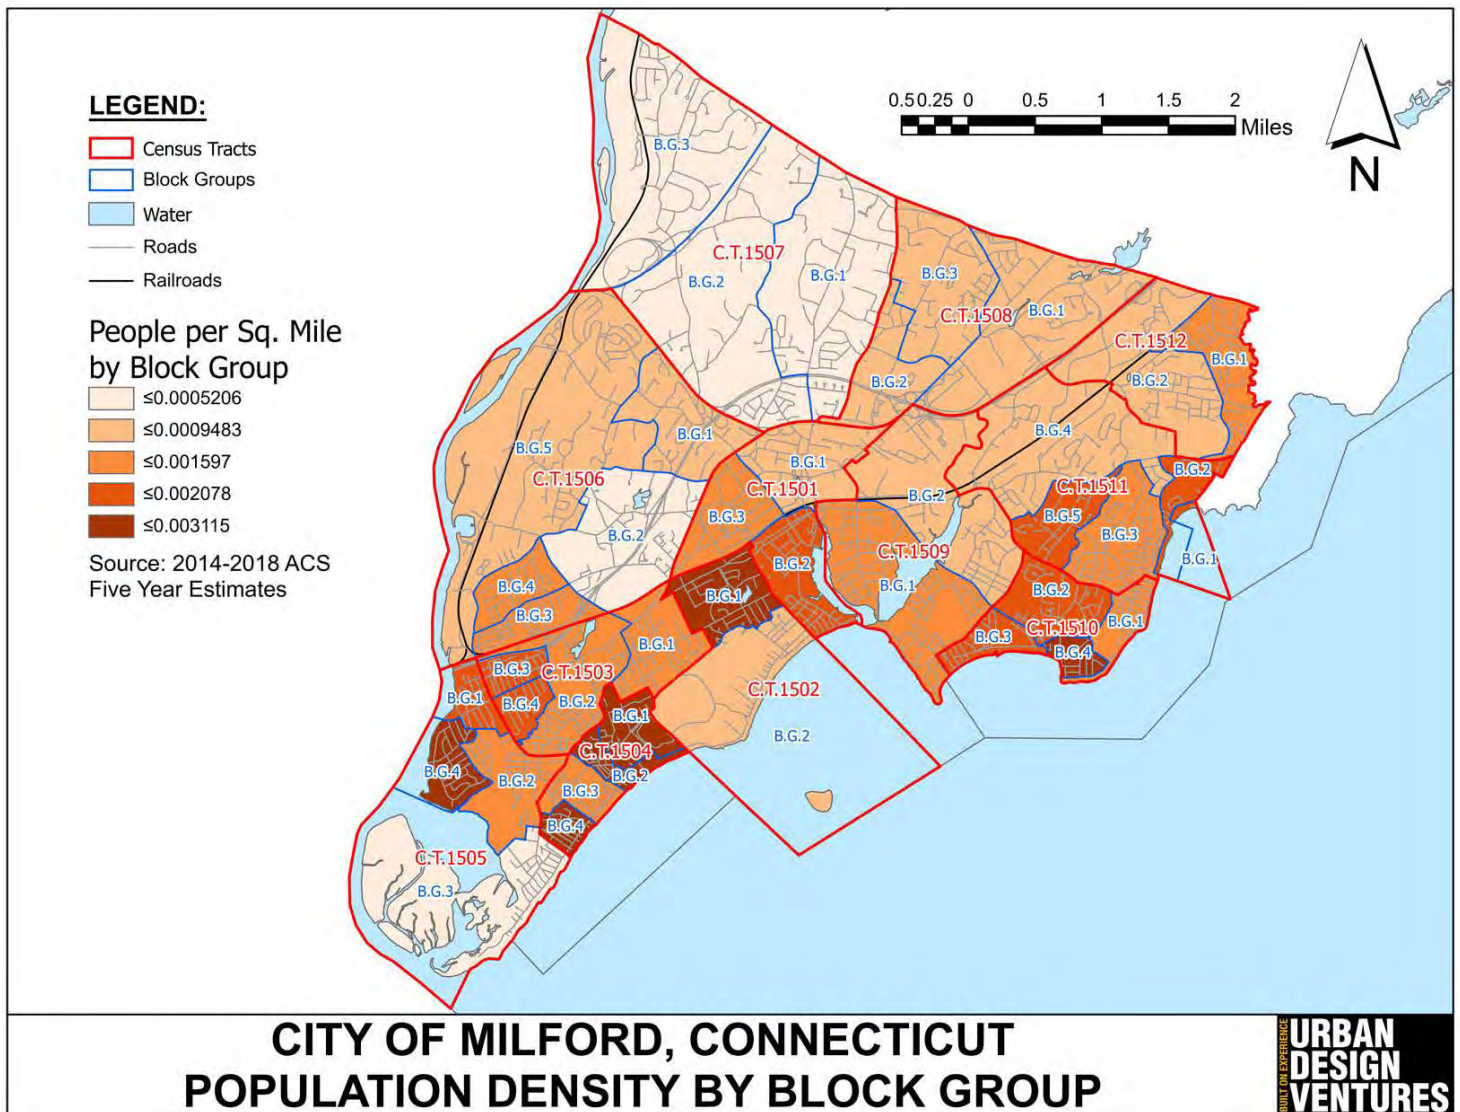 LEGEND:
Census Tracts
Block Groups
Water
Roads
Railroads
People per Sq. Mile
by Block Group
≤0.0005206
≤0.0009483
≤0.001597
≤0.002078
≤0.003115
Source: 2014-2018 ACS
Five Year Estimates
0.5 0.25 0 0.5 1 1.5 2
Miles
N
B.G.3
C.T.1507
B.G.2
B.G.1
B.G.3
C.T.1508
B.G.1
B.G.2
C.T.1512
B.G.1
B.G.2
B.G.5
B.G.1
C.T.1506
B.G.2
B.G.4
B.G.3
B.G.1
C.T.1501
B.G.3
B.G.2
B.G.4
B.G.2
C.T.1511
B.G.5
B.G.3
B.G.1
B.G.2
C.T.1509
B.G.1
B.G.1
B.G.2
B.G.3
C.T.1510
B.G.1
B.G.4
B.G.1
B.G.3
C.T.1503
B.G.4
B.G.2
B.G.1
C.T.1502
B.G.2
B.G.1
C.T.1504
B.G.2
B.G.3
B.G.4
B.G.4
B.G.2
C.T.1505
B.G.3
CITY OF MILFORD, CONNECTICUT
POPULATION DENSITY BY BLOCK GROUP
BUILT ON EXPERIENCE
URBAN
DESIGN
VENTURES